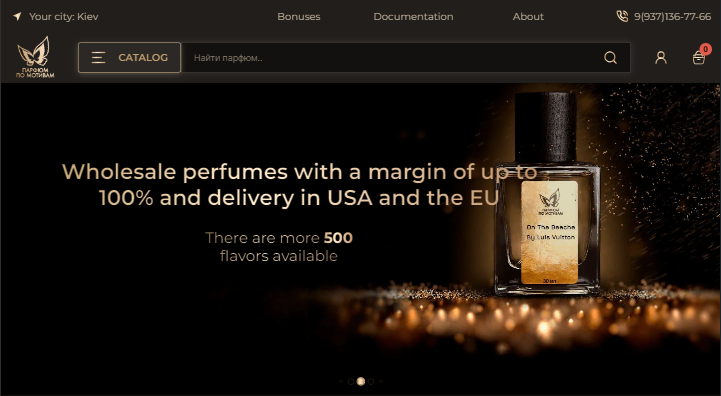 Your city: Kiev
Bonuses
Documentation
About
9(937)136-77-66
ПАРФЮМ
ПО МОТИВАМ
CATALOG
Найти парфюм..
0
Wholesale perfumes with a margin of up to
100% and delivery in USA and the EU
There are more 500
flavors available
ПАРФЮМ
ПО МОТИВАМ
On The Beache
By Luis Vuitton
30 мл